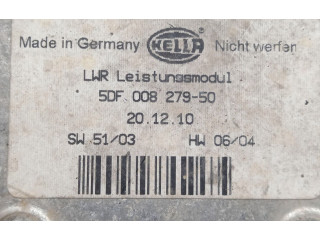 Made in Germany HELLA Nicht werfen
LWR Leistungsmodul
5DF 008 279-50
20.12.10
SW 51/03 HW 06/04